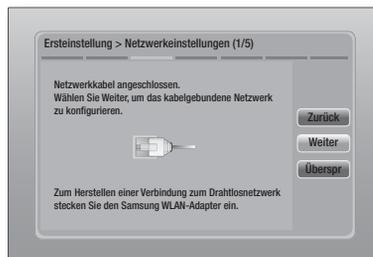 Ersteinstellung > Netzwerkeinstellungen (1/5)
Netzwerkkabel angeschlossen.
Wählen Sie Weiter, um das kabelgebundene Netzwerk
zu konfigurieren.
Zurück
Weiter
Überspr
Zum Herstellen einer Verbindung zum Drahtlosnetzwerk
stecken Sie den Samsung WLAN-Adapter ein.